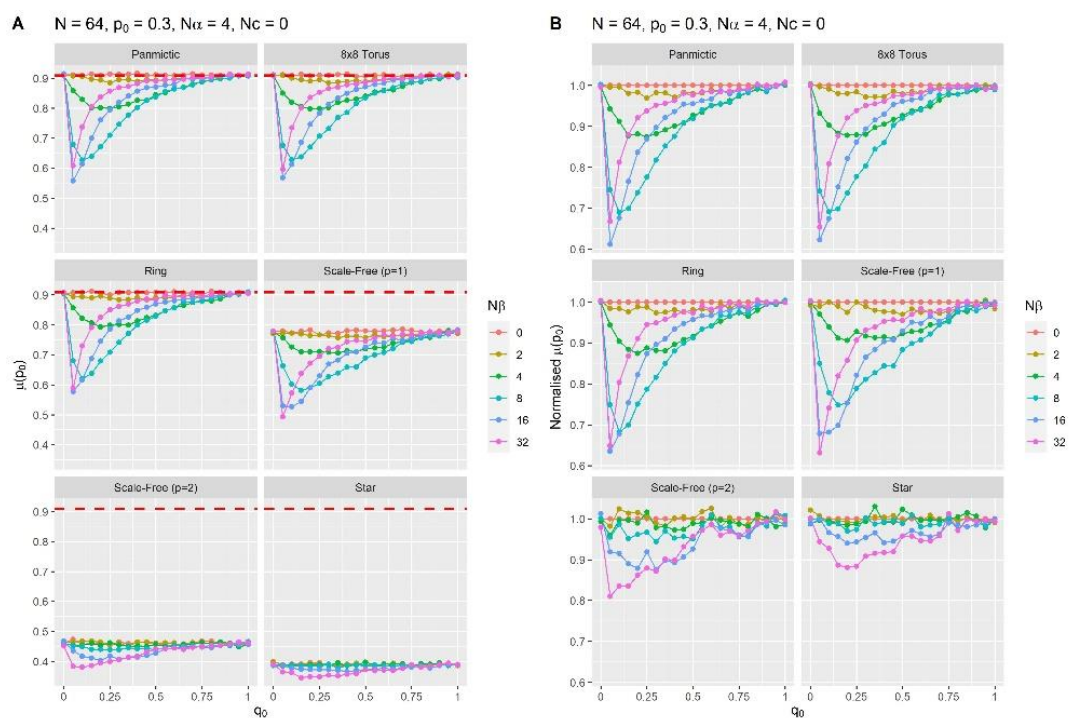 A N = 64, p₀ = 0.3, Nα = 4, Nc = 0
Panmictic 8x8 Torus
0.9
0.8
0.7
0.6
0.5
0.4
Ring Scale-Free (p=1)
0.9
0.8
0.7
0.6
0.5
0.4
Scale-Free (p=2) Star
0.9
0.8
0.7
0.6
0.5
0.4
0 0.25 0.5 0.75 1 0 0.25 0.5 0.75 1
q₀
μ(p₀)
Nβ
0
2
4
8
16
32
B N = 64, p₀ = 0.3, Nα = 4, Nc = 0
Panmictic 8x8 Torus
1.0
0.9
0.8
0.7
0.6
Ring Scale-Free (p=1)
1.0
0.9
0.8
0.7
0.6
Scale-Free (p=2) Star
1.0
0.9
0.8
0.7
0.6
0 0.25 0.5 0.75 1 0 0.25 0.5 0.75 1
q₀
Normalised μ(p₀)
Nβ
0
2
4
8
16
32